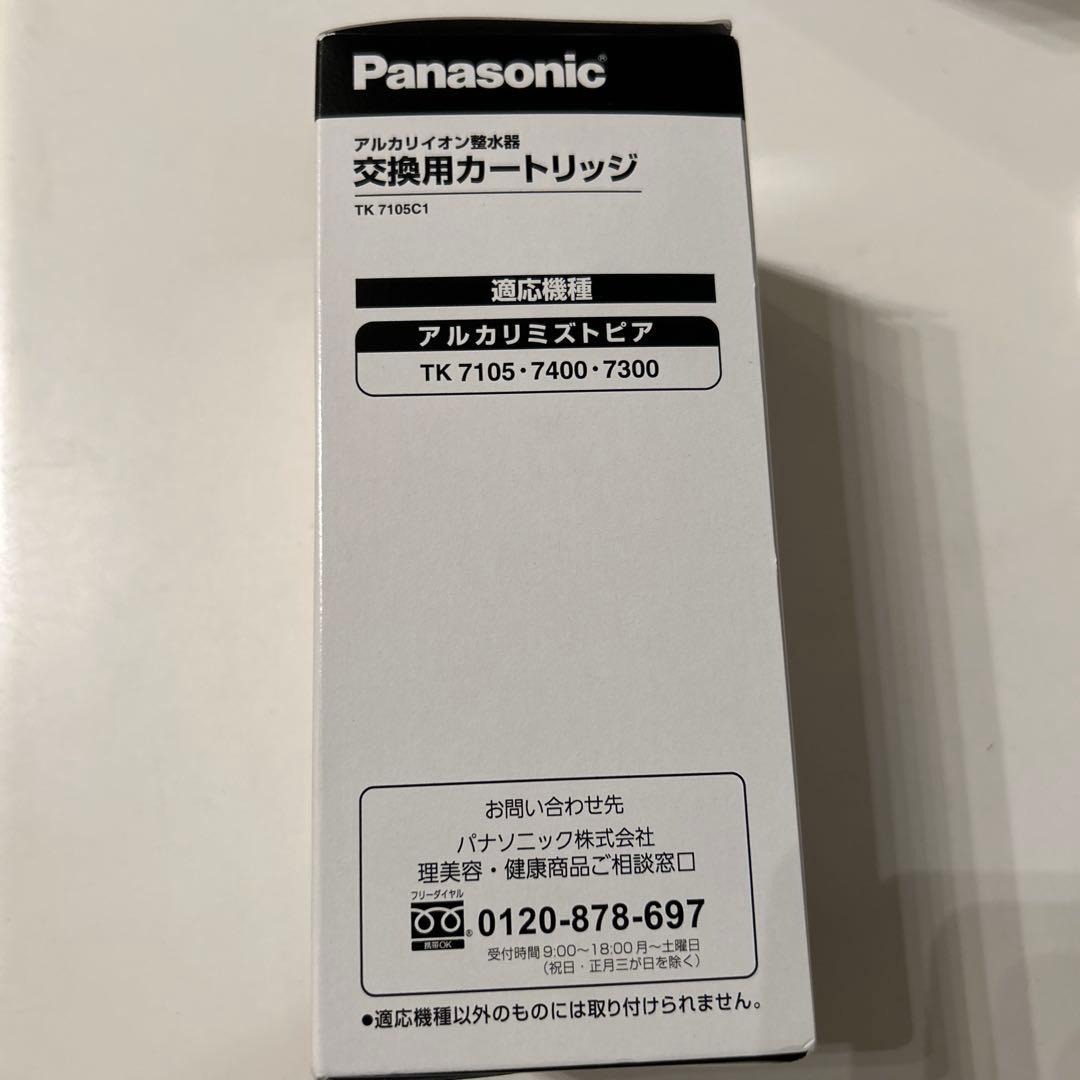 Panasonic®
アルカリイオン整水器
交換用カートリッジ
TK 7105C1
適応機種
アルカリミズトピア
TK 7105・7400・7300
お問い合わせ先
パナソニック株式会社
理美容・健康商品ご相談窓口
フリーダイヤル
携帯OK
® 0120-878-697
受付時間 9:00～18:00 月～土曜日
（祝日・正月三が日を除く）
●適応機種以外のものには取り付けられません。